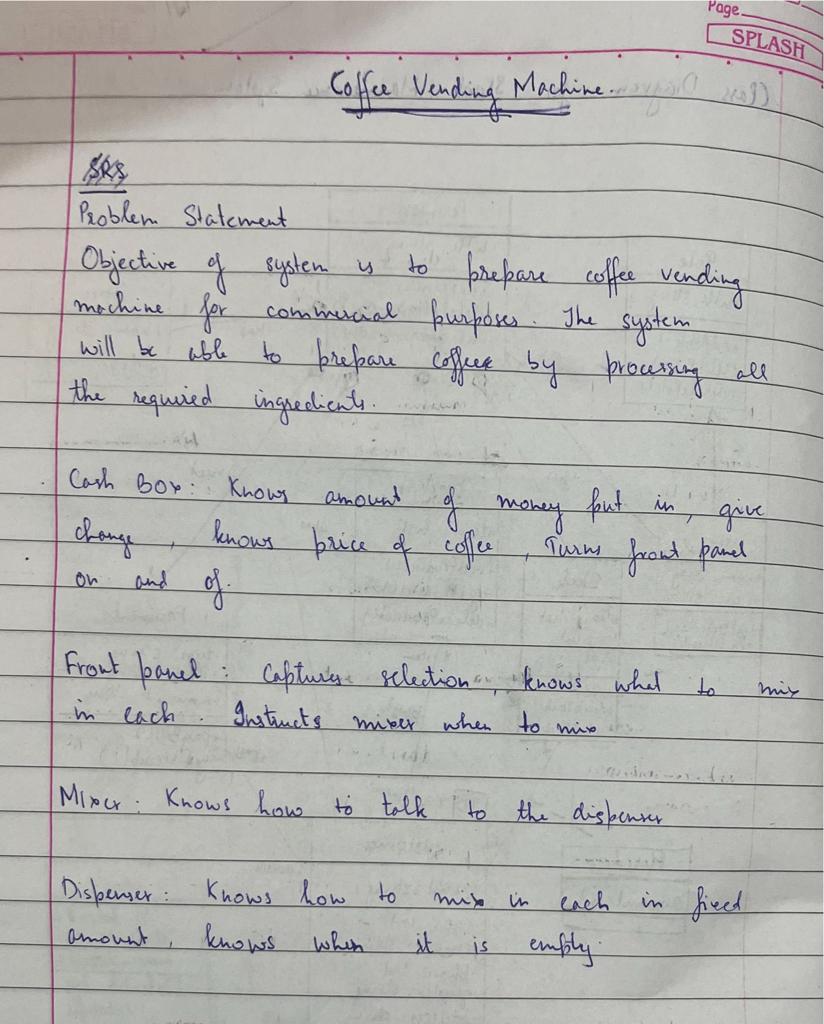 Page
SPLASH
Coffee Vending Machine.
SRS
Problem Statement
Objective of system is to prepare coffee vending
machine for commercial purposes. The system
will be able to prepare coffee by processing all
the required ingredients.
Cash Box: Knows amount of money put in, give
change, knows price of coffee, Turns front panel
on and of.
Front panel: Captures selection, knows what to mix
in each. Instructs mixer when to mix
Mixer: Knows how to talk to the dispenser
Dispenser: Knows how to mix in each in fixed
amount, knows when it is empty.